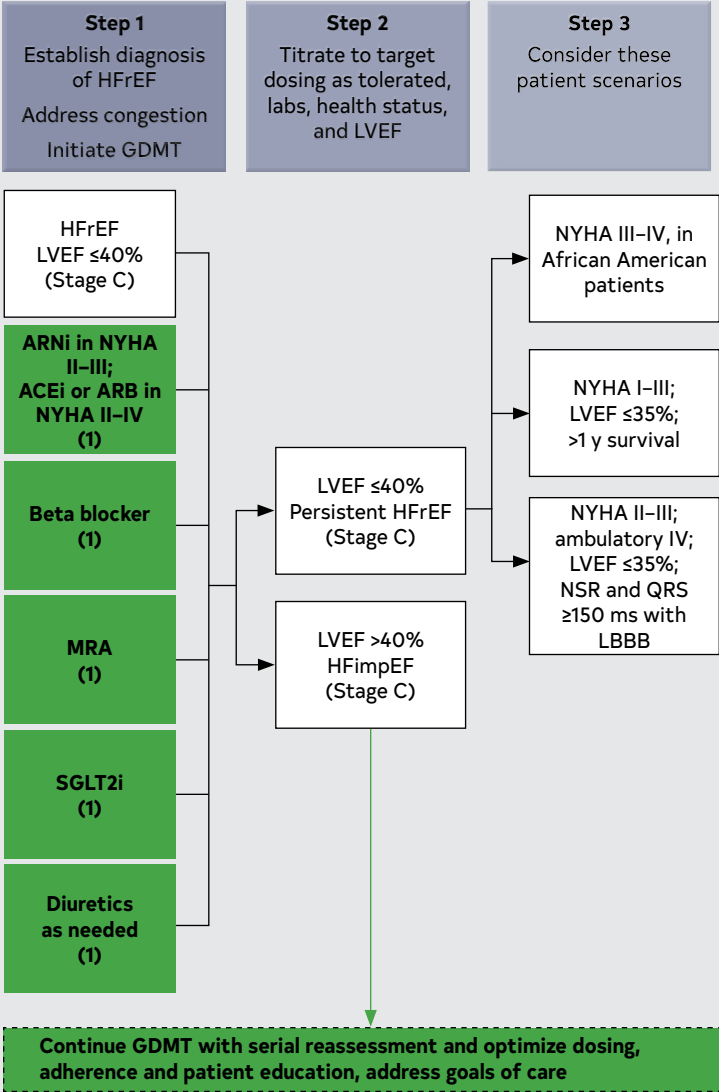 Step 1
Establish diagnosis
of HFrEF
Address congestion
Initiate GDMT
Step 2
Titrate to target
dosing as tolerated,
labs, health status,
and LVEF
Step 3
Consider these
patient scenarios
HFrEF
LVEF ≤40%
(Stage C)
ARNi in NYHA
II–III;
ACEi or ARB in
NYHA II–IV
(1)
Beta blocker
(1)
MRA
(1)
SGLT2i
(1)
Diuretics
as needed
(1)
LVEF ≤40%
Persistent HFrEF
(Stage C)
LVEF >40%
HFimpEF
(Stage C)
NYHA III–IV, in
African American
patients
NYHA I–III;
LVEF ≤35%;
>1 y survival
NYHA II–III;
ambulatory IV;
LVEF ≤35%;
NSR and QRS
≥150 ms with
LBBB
Continue GDMT with serial reassessment and optimize dosing,
adherence and patient education, address goals of care